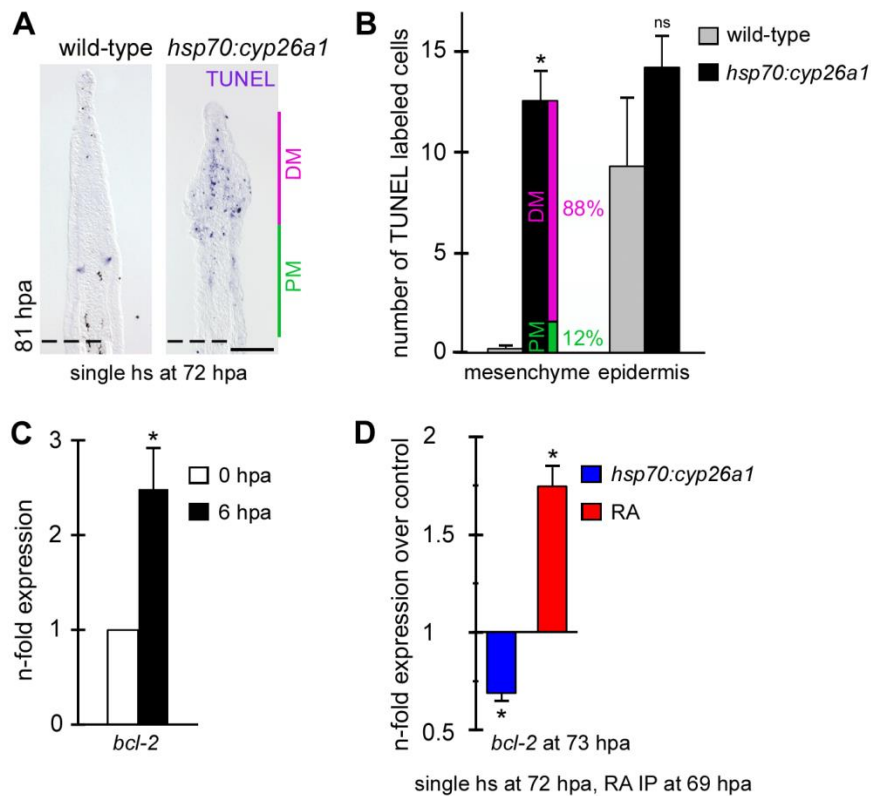 A
wild-type hsp70:cyp26a1
TUNEL
DM
PM
81 hpa
single hs at 72 hpa
B
number of TUNEL labeled cells
15
10
5
0
*
ns
DM
PM
88%
12%
mesenchyme epidermis
wild-type
hsp70:cyp26a1
C
n-fold expression
3
2
1
0
*
0 hpa
6 hpa
bcl-2
D
n-fold expression over control
2
1.75
1
0.5
*
*
hsp70:cyp26a1
RA
bcl-2 at 73 hpa
single hs at 72 hpa, RA IP at 69 hpa